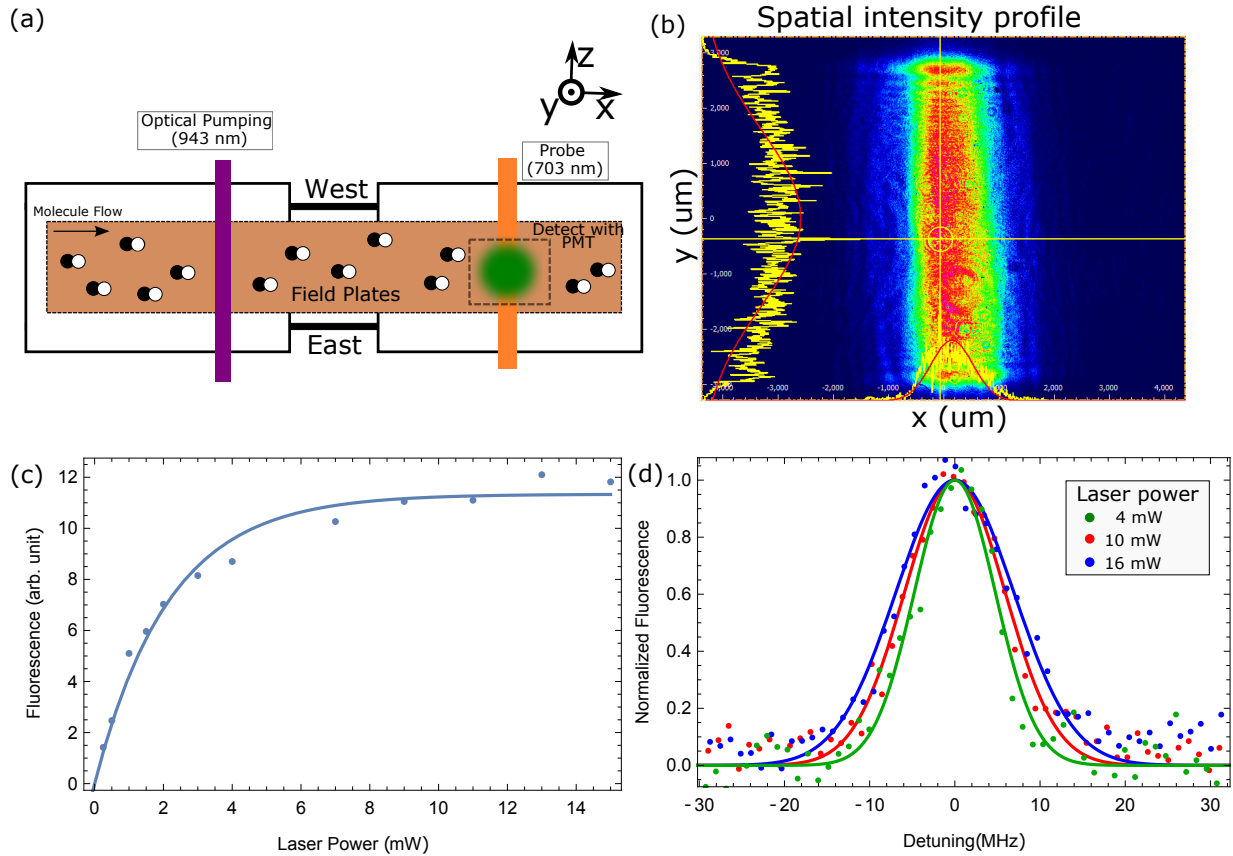 (a)
z
y
x
Optical Pumping
(943 nm)
Probe
(703 nm)
West
Molecule Flow
Detect with
PMT
Field Plates
East
(b)
Spatial intensity profile
3,000
2,000
1,000
0
-1,000
-2,000
y (um)
-3,000
-2,000
-1,000
0
1,000
2,000
3,000
4,000
x (um)
(c)
12
10
8
6
4
2
0
Fluorescence (arb. unit)
0 2 4 6 8 10 12 14
Laser Power (mW)
(d)
1.0
0.8
0.6
0.4
0.2
0.0
Normalized Fluorescence
Laser power
4 mW
10 mW
16 mW
-30 -20 -10 0 10 20 30
Detuning(MHz)